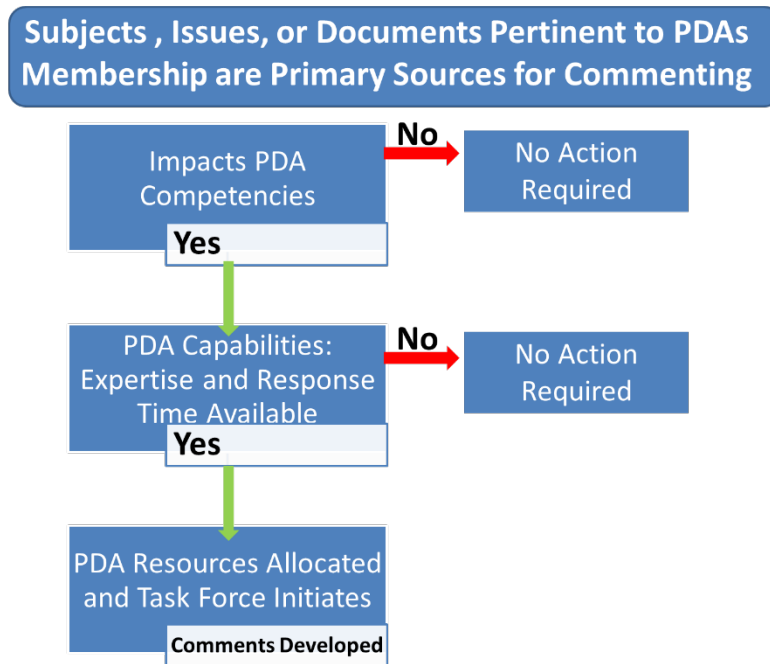 Subjects , Issues, or Documents Pertinent to PDAs
Membership are Primary Sources for Commenting
Impacts PDA
Competencies
Yes
No
No Action
Required
PDA Capabilities:
Expertise and Response
Time Available
Yes
No
No Action
Required
PDA Resources Allocated
and Task Force Initiates
Comments Developed